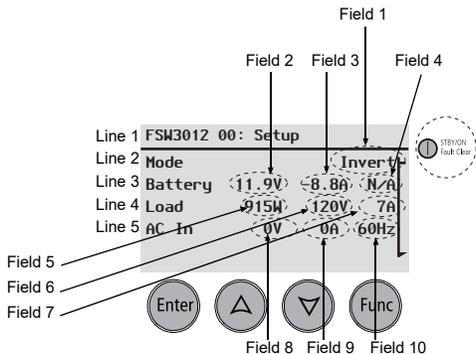 Field 1
Field 2 Field 3 Field 4
Line 1 FSW3012 00: Setup
STBY/ON
Fault Clear
Line 2 Mode Invert
Line 3 Battery 11.9V -8.8A N/A
Line 4 Load 915W 120V 7A
Line 5 AC In 0V 0A 60Hz
Field 5
Field 6
Field 7
Enter Func
Field 8 Field 9 Field 10